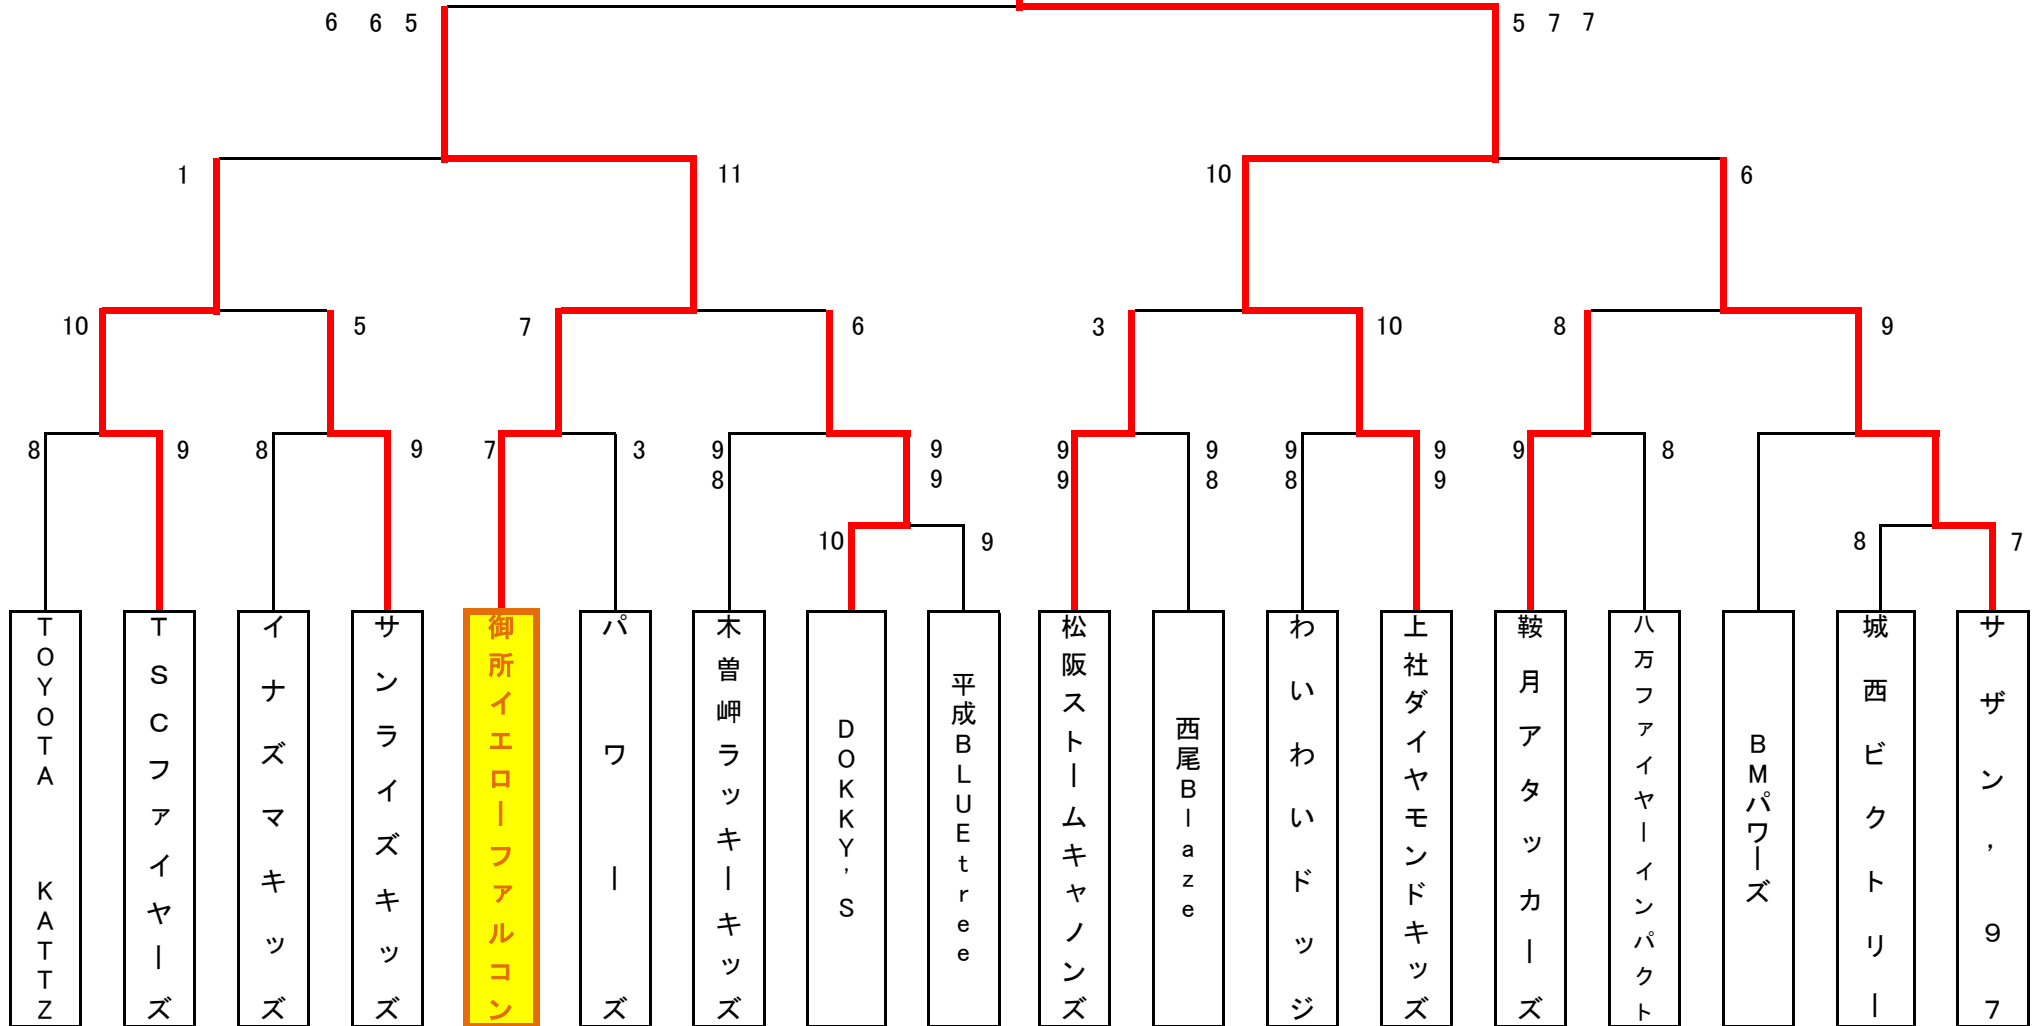 6 6 5
5 7 7
1
11
10
6
10
5
7
6
3
10
8
9
8
9
8
9
7
3
9
8
9
9
9
9
9
8
9
8
9
9
9
8
10
9
8
7
TOYOTA KATTZ
TSCファイヤーズ
イナズマキッズ
サンライズキッズ
御所イエローファルコン
パワーズ
木曽岬ラッキーキッズ
DOKKY'S
平成BLUEtree
松阪ストームキャノンズ
西尾Blaze
わいわいドッジ
上社ダイヤモンドキッズ
鞍月アタッカーズ
八万ファイヤーインパクト
BMパワーズ
城西ビクトリー
サザン,97